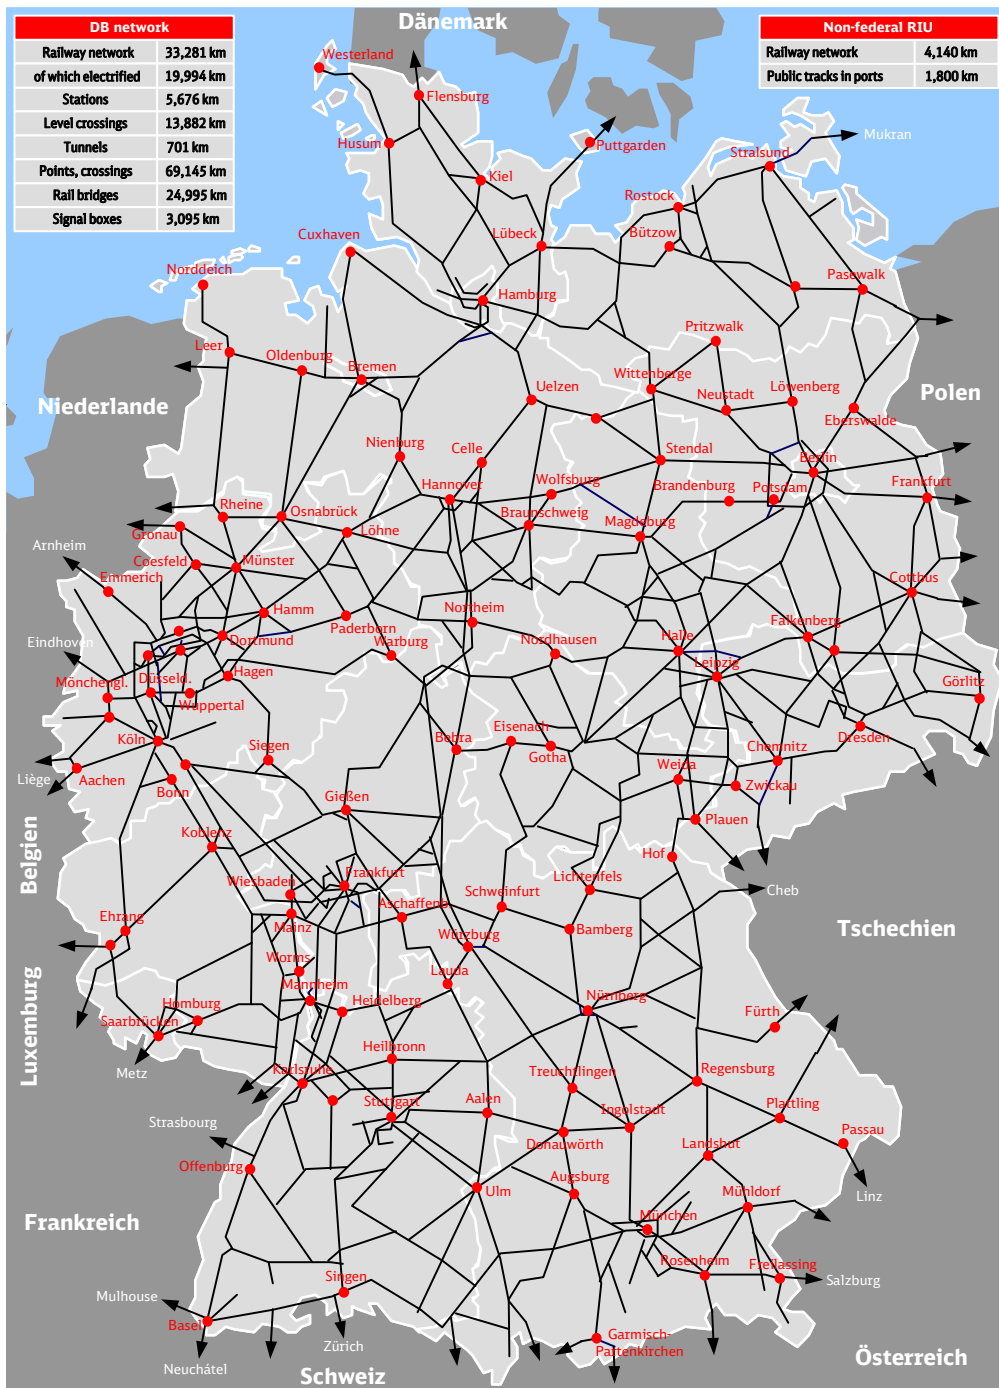 DB network
Railway network 33,281 km
of which electrified 19,994 km
Stations 5,676 km
Level crossings 13,882 km
Tunnels 701 km
Points, crossings 69,145 km
Rail bridges 24,995 km
Signal boxes 3,095 km
Non-federal RIU
Railway network 4,140 km
Public tracks in ports 1,800 km
Dänemark
Westerland
Flensburg
Husum
Puttgarden
Mukran
Stralsund
Kiel
Rostock
Cuxhaven
Lübeck
Bützow
Norddeich
Pasewalk
Hamburg
Pritzwalk
Leer
Oldenburg
Bremen
Uelzen
Wittenberge
Neustadt
Löwenberg
Polen
Niederlande
Eberswalde
Nienburg
Celle
Stendal
Berlin
Hannover
Wolfsburg
Brandenburg
Potsdam
Frankfurt
Rheine
Osnabrück
Löhne
Braunschweig
Magdeburg
Gronau
Arnheim
Coesfeld
Münster
Emmerich
Cottbus
Hamm
Paderborn
Northeim
Falkenberg
Eindhoven
Dortmund
Warburg
Nordhausen
Halle
Leipzig
Mönchengl.
Düsseld.
Hagen
Görlitz
Wuppertal
Köln
Siegen
Bebra
Eisenach
Gotha
Chemnitz
Dresden
Liège
Aachen
Bonn
Weida
Zwickau
Gießen
Plauen
Koblenz
Hof
Belgien
Wiesbaden
Frankfurt
Lichtenfels
Cheb
Schweinfurt
Aschaffenb.
Ehrang
Mainz
Würzburg
Bamberg
Tschechien
Worms
Lauda
Mannheim
Luxemburg
Homburg
Heidelberg
Nürnberg
Fürth
Saarbrücken
Heilbronn
Metz
Karlsruhe
Treuchtlingen
Regensburg
Stuttgart
Aalen
Ingolstadt
Plattling
Strasbourg
Donauwörth
Landshut
Passau
Offenburg
Augsburg
Ulm
Mühldorf
Linz
Frankreich
München
Rosenheim
Freilassing
Salzburg
Singen
Mulhouse
Basel
Zürich
Garmisch-
Partenkirchen
Neuchátel
Schweiz
Österreich